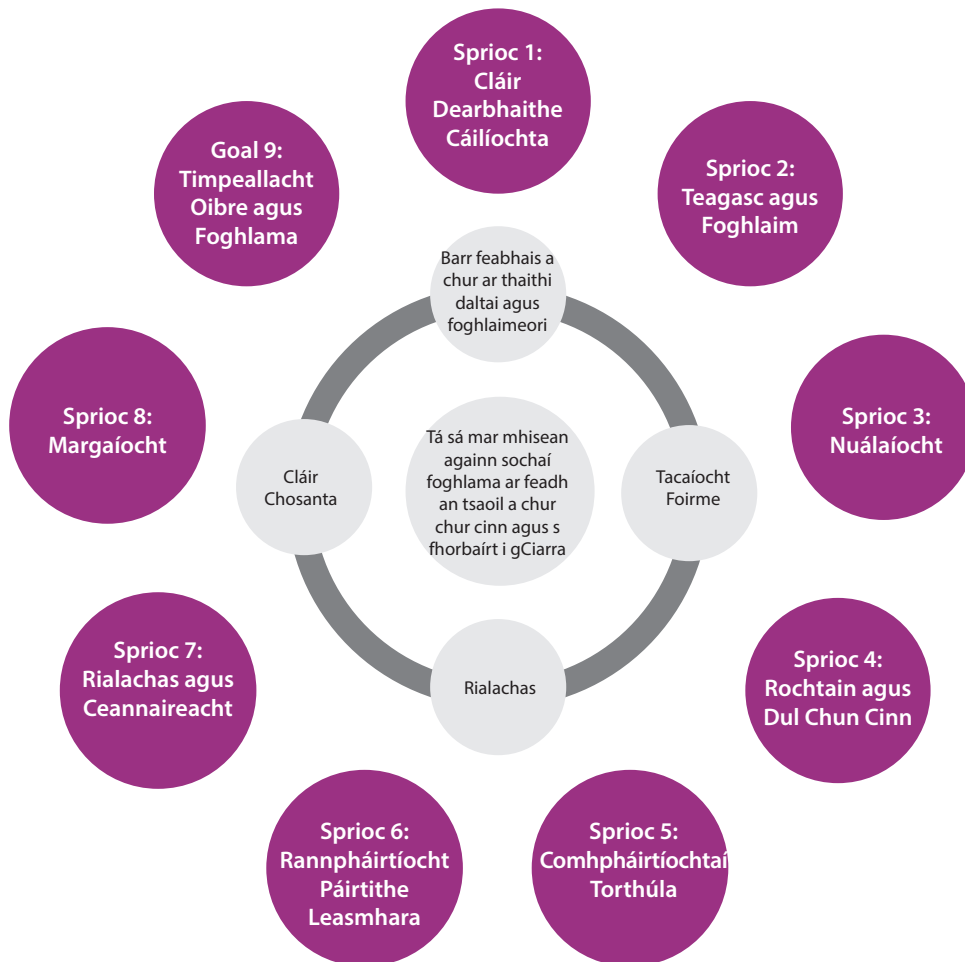 Sprioc 1:
Cláir
Dearbhaithe
Cáilíochta
Sprioc 2:
Teagasc agus
Foghlaim
Sprioc 3:
Nuálaíocht
Sprioc 4:
Rochtain agus
Dul Chun Cinn
Sprioc 5:
Comhpháirtíochtaí
Torthúla
Sprioc 6:
Rannpháirtíocht
Páirtithe
Leasmhara
Sprioc 7:
Rialachas agus
Ceannaireacht
Sprioc 8:
Margaíocht
Goal 9:
Timpeallacht
Oibre agus
Foghlama
Barr feabhais a
chur ar thaithi
daltai agus
foghlaimeori
Tacaíocht
Foirme
Rialachas
Cláir
Chosanta
Tá sá mar mhisean
againn sochaí
foghlama ar feadh
an tsaoil a chur
chur cinn agus s
fhorbairt i gCiarra